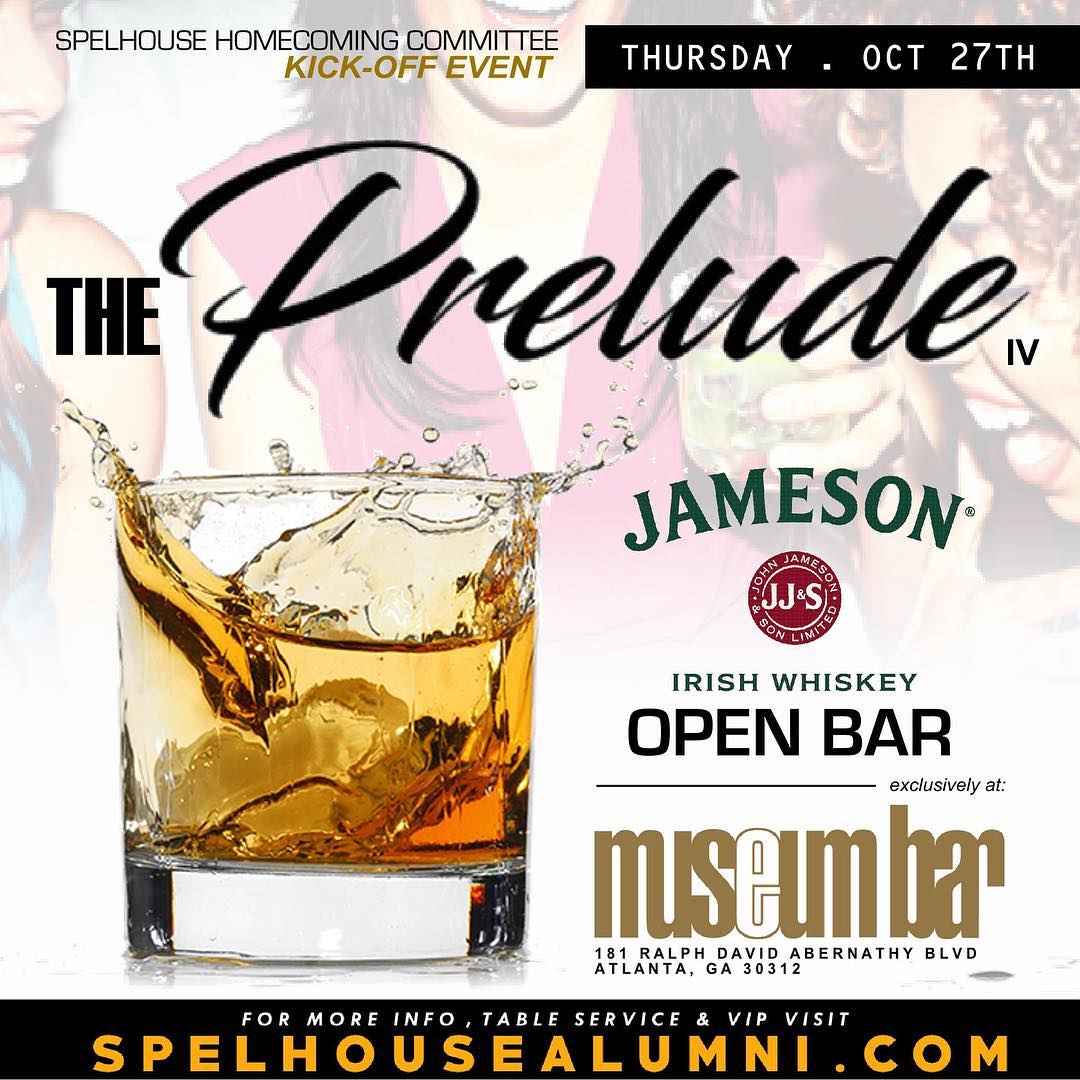 SPELHOUSE HOMECOMING COMMITTEE
KICK-OFF EVENT
THURSDAY . OCT 27TH
THE Prelude IV
JAMESON®
JOHN JAMESON
JJ&S
& SON LIMITED
IRISH WHISKEY
OPEN BAR
exclusively at:
museum bar
181 RALPH DAVID ABERNATHY BLVD
ATLANTA, GA 30312
FOR MORE INFO, TABLE SERVICE & VIP VISIT
SPELHOUSEALUMNI.COM